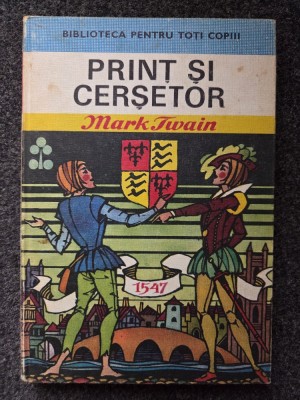 BIBLIOTECA PENTRU TOȚI COPIII
PRINȚ ȘI
CERȘETOR
Mark Twain
1547